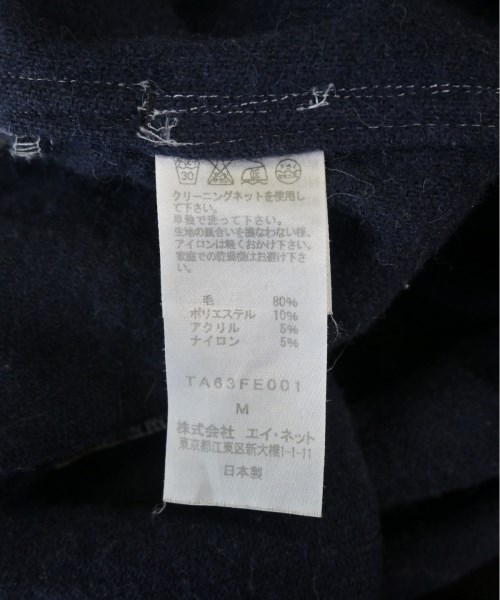 30
クリーニングネットを使用し
て下さい。
単独で洗って下さい。
生地の風合いを損なわない様、
アイロンは軽くおかけ下さい。
家庭での乾燥機はお避け下さ
い。
毛 80%
ポリエステル 10%
アクリル 5%
ナイロン 5%
TA63FE001
M
株式会社 エイ・ネット
東京都江東区新大橋1-1-11
日本製